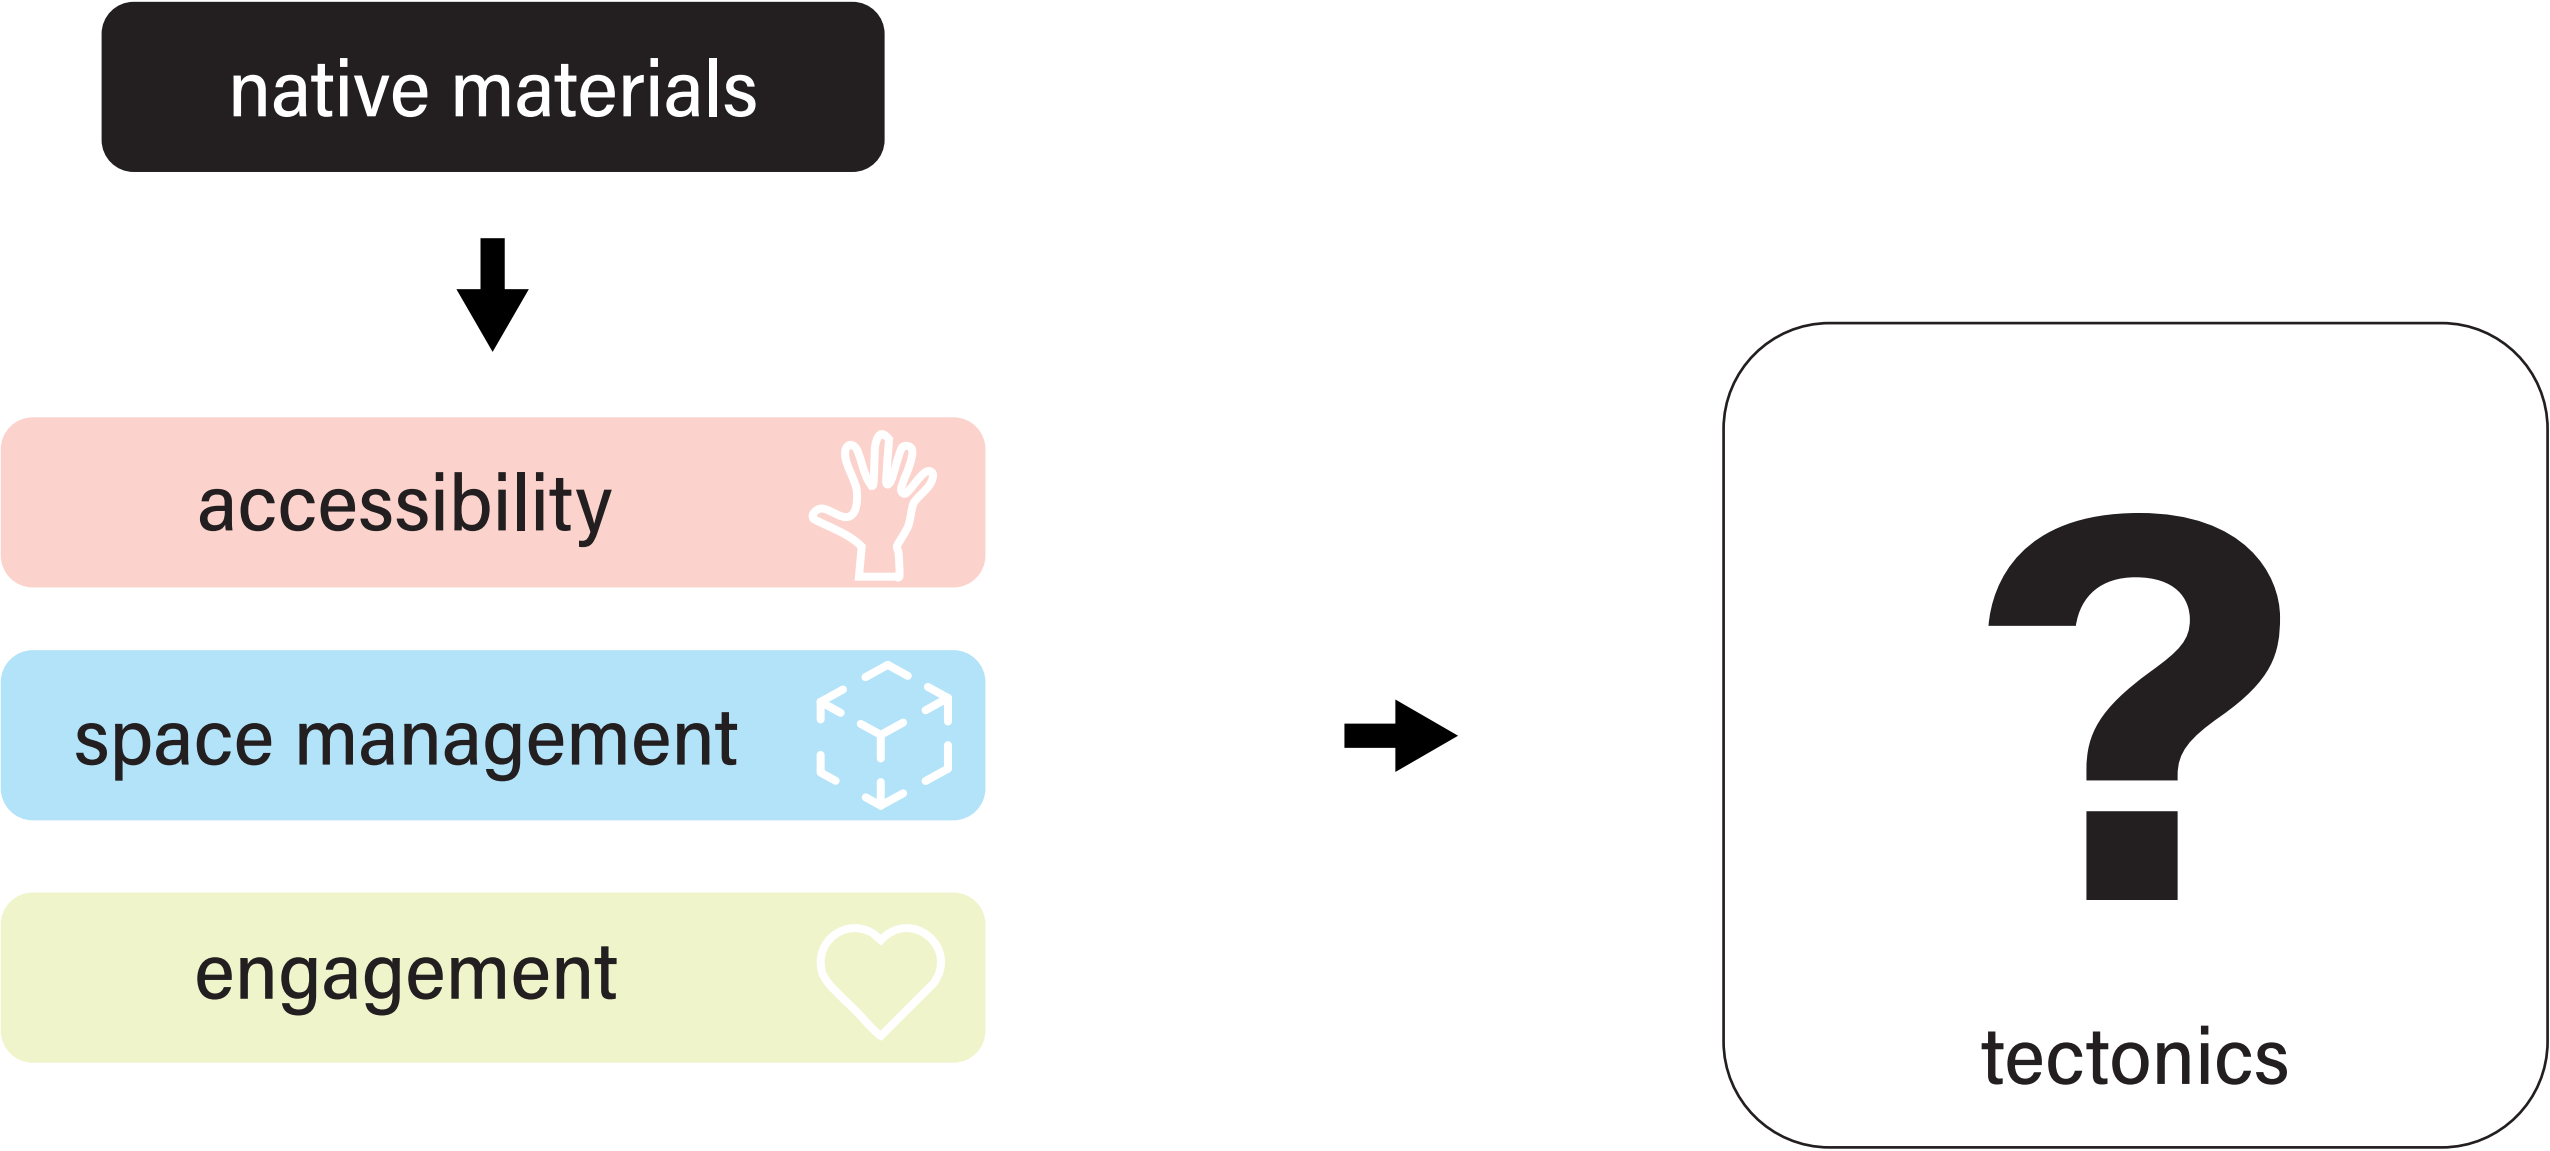 native materials
accessibility
space management
engagement
?
tectonics